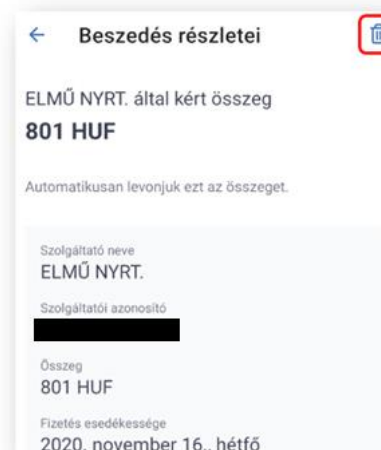 Beszedés részletei
ELMŰ NYRT. által kért összeg
801 HUF
Automatikusan levonjuk ezt az összeget.
Szolgáltató neve
ELMŰ NYRT.
Szolgáltatói azonosító
Összeg
801 HUF
Fizetés esedékessége
2020. november 16., hétfő